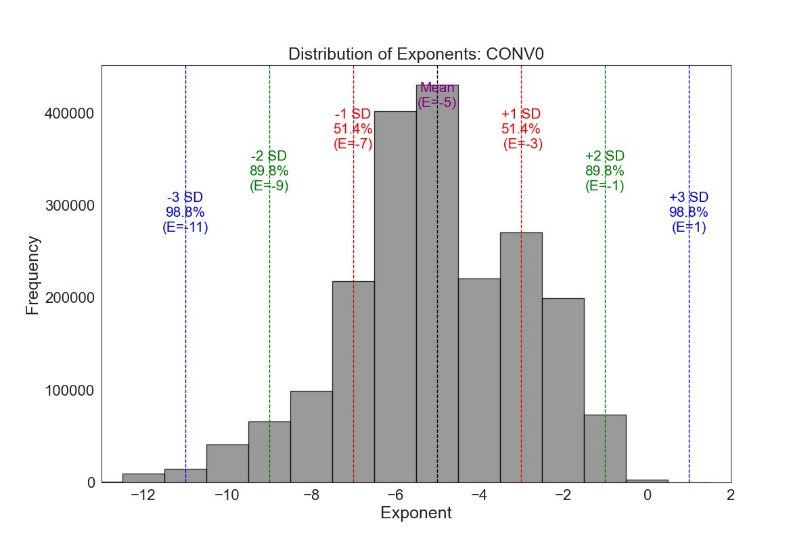 Distribution of Exponents: CONV0
Mean
(E=-5)
-1 SD
51.4%
(E=-7)
+1 SD
51.4%
(E=-3)
-2 SD
89.8%
(E=-9)
+2 SD
89.8%
(E=-1)
-3 SD
98.8%
(E=-11)
+3 SD
98.8%
(E=1)
Frequency
400000
300000
200000
100000
0
−12 −10 −8 −6 −4 −2 0 2
Exponent